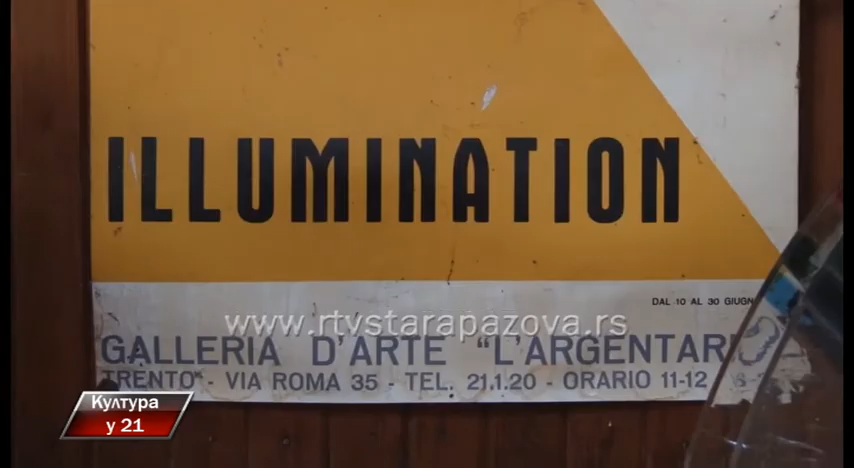 ILLUMINATION
DAL 10 AL 30 GIUGN
www.rtvstarapazova.rs
GALLERIA D'ARTE "L'ARGENTAR
TRENTO - VIA ROMA 35 - TEL. 21.1.20 - ORARIO 11-12
Култура
у 21